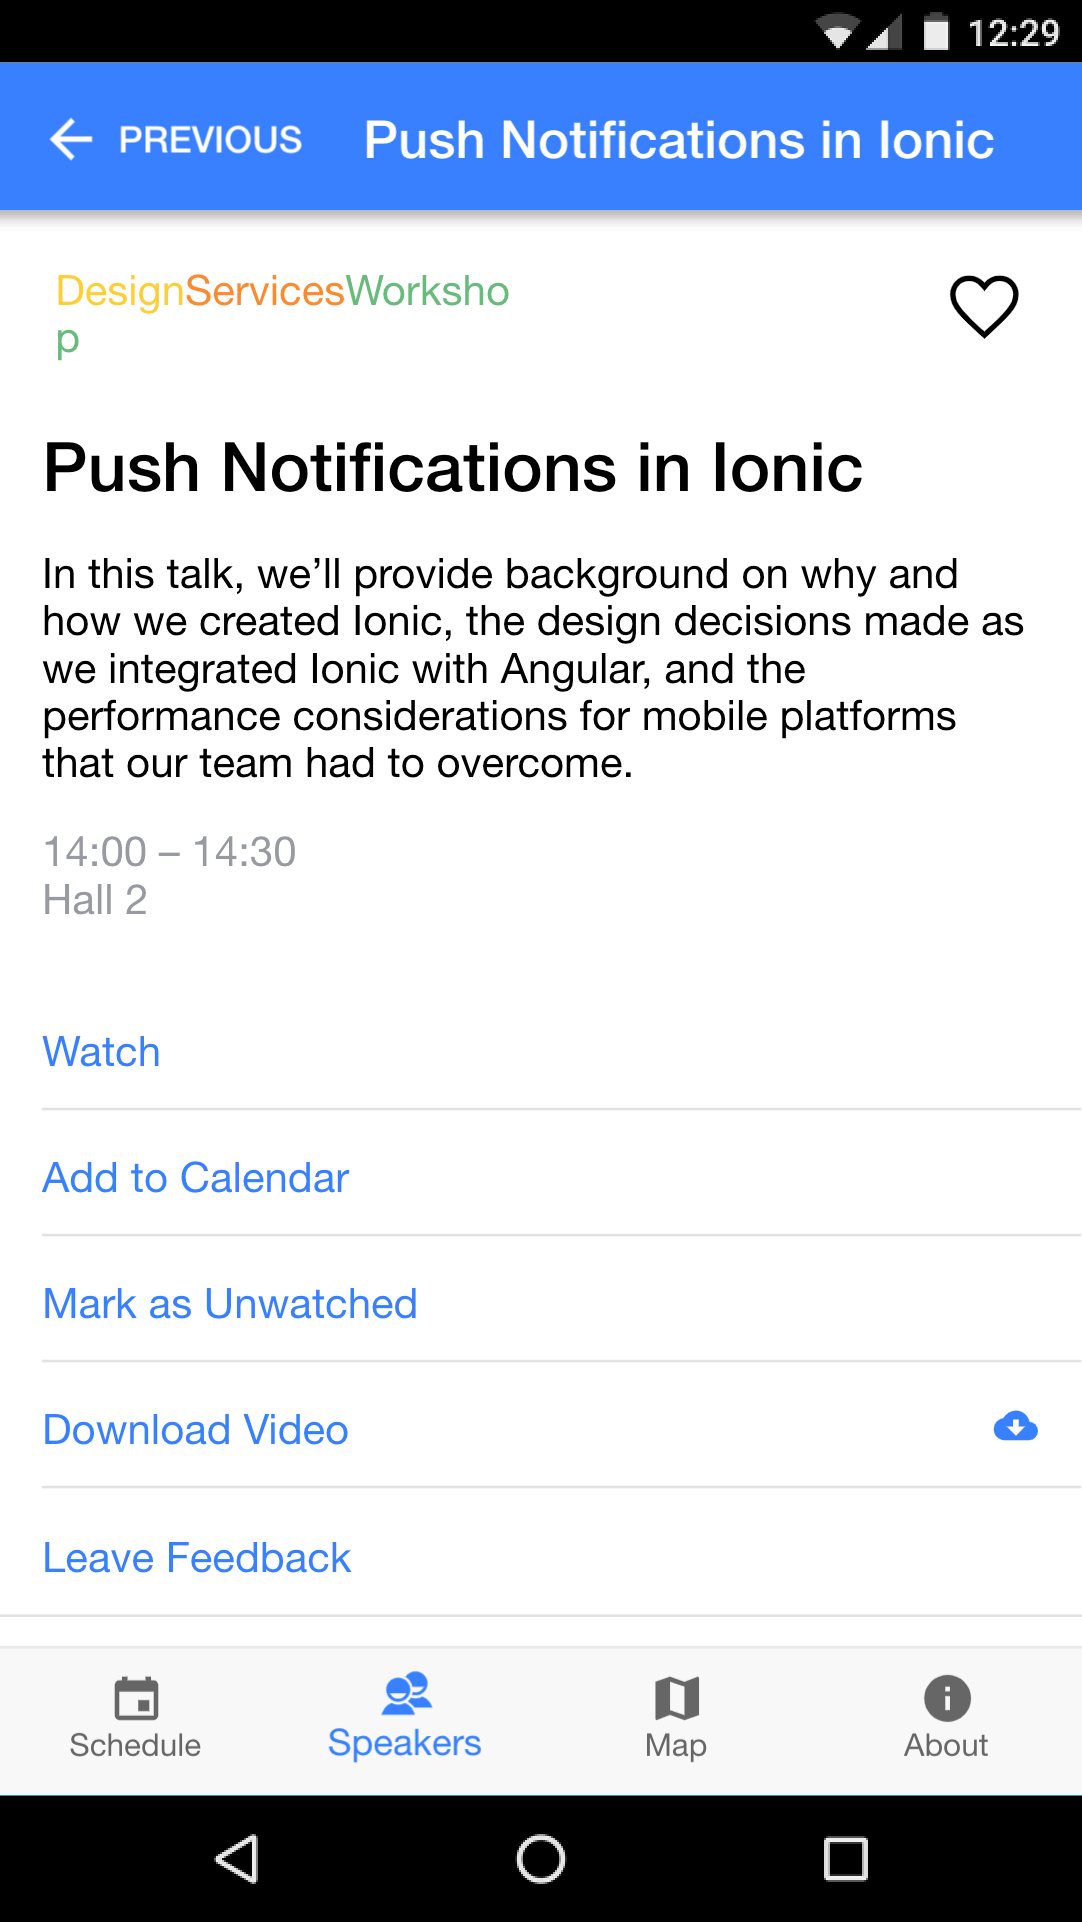 12:29
PREVIOUS Push Notifications in Ionic
DesignServicesWorksho
p
Push Notifications in Ionic
In this talk, we’ll provide background on why and
how we created Ionic, the design decisions made as
we integrated Ionic with Angular, and the
performance considerations for mobile platforms
that our team had to overcome.
14:00 – 14:30
Hall 2
Watch
Add to Calendar
Mark as Unwatched
Download Video
Leave Feedback
Schedule Speakers Map About